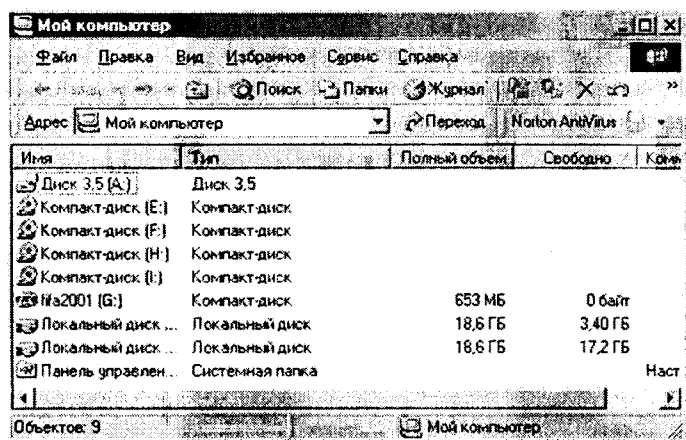 Мой компьютер
Файл Правка Вид Избранное Сервис Справка
Назад Поиск Папки Журнал »
Адрес Мой компьютер Переход Norton AntiVirus
Имя Тип Полный объем Свободно Комм
Диск 3,5 (A:) Диск 3,5
Компакт-диск (E:) Компакт-диск
Компакт-диск (F:) Компакт-диск
Компакт-диск (H:) Компакт-диск
Компакт-диск (I:) Компакт-диск
fifa2001 (G:) Компакт-диск 653 МБ 0 байт
Локальный диск ... Локальный диск 18,6 ГБ 3,40 ГБ
Локальный диск ... Локальный диск 18,6 ГБ 17,2 ГБ
Панель управлен... Системная папка Наст
Объектов: 9 Мой компьютер